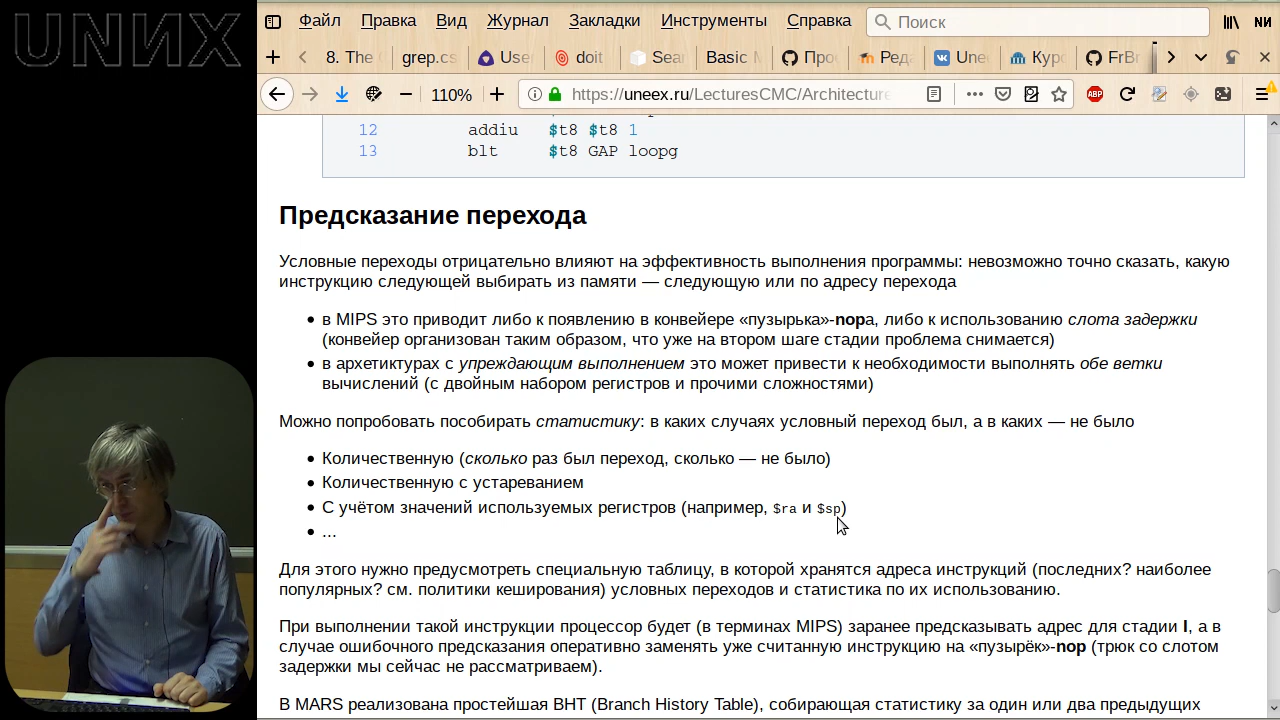 UNИX
Файл Правка Вид Журнал Закладки Инструменты Справка Поиск
8. The grep.cs User doit Sear Basic M Про Реда Unee Курс FrBr
110% https://uneex.ru/LecturesCMC/Architecture ABP
12 addiu $t8 $t8 1
13 blt $t8 GAP loopg
Предсказание перехода
Условные переходы отрицательно влияют на эффективность выполнения программы: невозможно точно сказать, какую
инструкцию следующей выбирать из памяти — следующую или по адресу перехода
• в MIPS это приводит либо к появлению в конвейере «пузырька»-nopа, либо к использованию слота задержки
(конвейер организован таким образом, что уже на втором шаге стадии проблема снимается)
• в архетиктурах с упреждающим выполнением это может привести к необходимости выполнять обе ветки
вычислений (с двойным набором регистров и прочими сложностями)
Можно попробовать пособирать статистику: в каких случаях условный переход был, а в каких — не было
• Количественную (сколько раз был переход, сколько — не было)
• Количественную с устареванием
• С учётом значений используемых регистров (например, $ra и $sp)
• ...
Для этого нужно предусмотреть специальную таблицу, в которой хранятся адреса инструкций (последних? наиболее
популярных? см. политики кеширования) условных переходов и статистика по их использованию.
При выполнении такой инструкции процессор будет (в терминах MIPS) заранее предсказывать адрес для стадии I, а в
случае ошибочного предсказания оперативно заменять уже считанную инструкцию на «пузырёк»-nop (трюк со слотом
задержки мы сейчас не рассматриваем).
В MARS реализована простейшая BHT (Branch History Table), собирающая статистику за один или два предыдущих